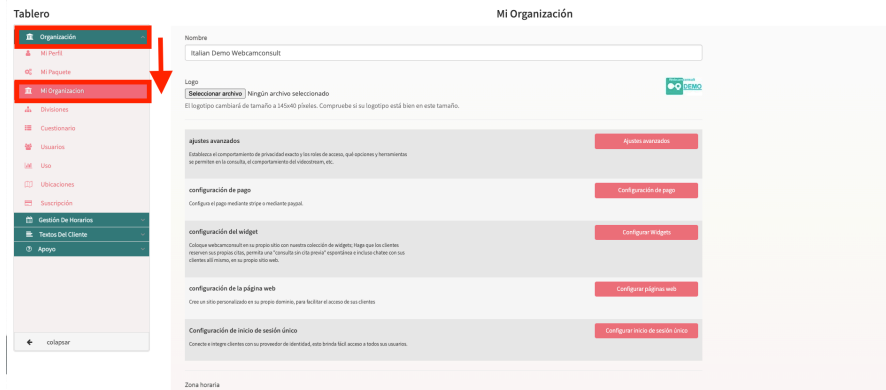 Tablero
Mi Organización
Organización
Mi Perfil
Mi Paquete
Mi Organizacion
Divisiones
Cuestionario
Usuarios
Uso
Ubicaciones
Suscripción
Gestión De Horarios
Textos Del Cliente
Apoyo
colapsar
Nombre
Italian Demo Webcamconsult
Logo
Seleccionar archivo Ningún archivo seleccionado
DEMO
El logotipo cambiará de tamaño a 145x40 píxeles. Compruebe si su logotipo está bien en este tamaño.
ajustes avanzados
Ajustes avanzados
Establezca el comportamiento de privacidad exacto y los roles de acceso, qué opciones y herramientas
se permiten en la consulta, el comportamiento del videostream, etc.
configuración de pago
Configuración de pago
Configura el pago mediante stripe o mediante paypal.
configuración del widget
Configurar Widgets
Coloque webcamconsult en su propio sitio con nuestra colección de widgets; Haga que los clientes
reserven sus propias citas, permita una "consulta sin cita previa" espontánea e incluso chatee con sus
clientes allí mismo, en su propio sitio web.
configuración de la página web
Configurar páginas web
Cree un sitio personalizado en su propio dominio, para facilitar el acceso de sus clientes
Configuración de inicio de sesión único
Configurar inicio de sesión único
Conecte e integre clientes con su proveedor de identidad, esto brinda fácil acceso a todos sus usuarios.
Zona horaria